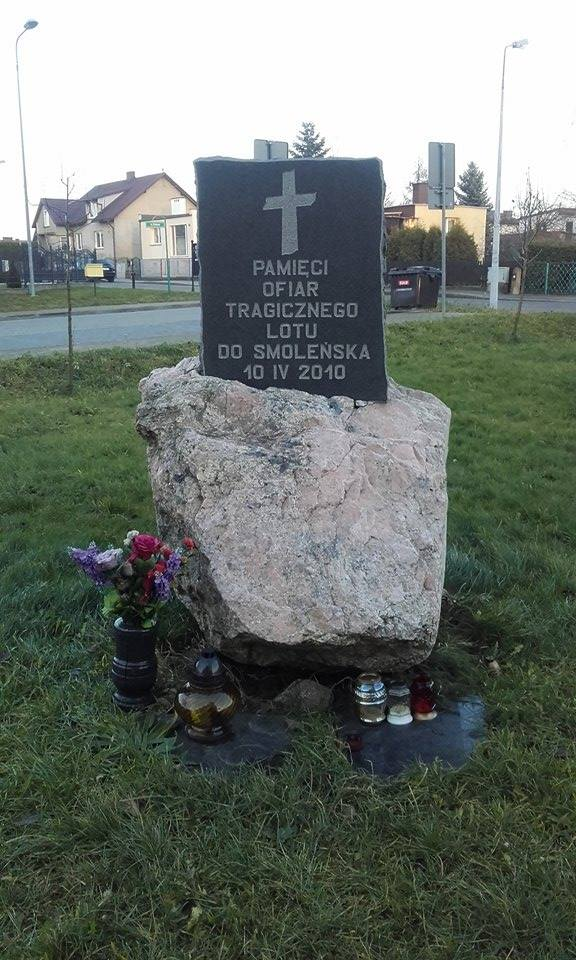 PAMIĘCI
OFIAR
TRAGICZNEGO
LOTU
DO SMOLEŃSKA
10 IV 2010